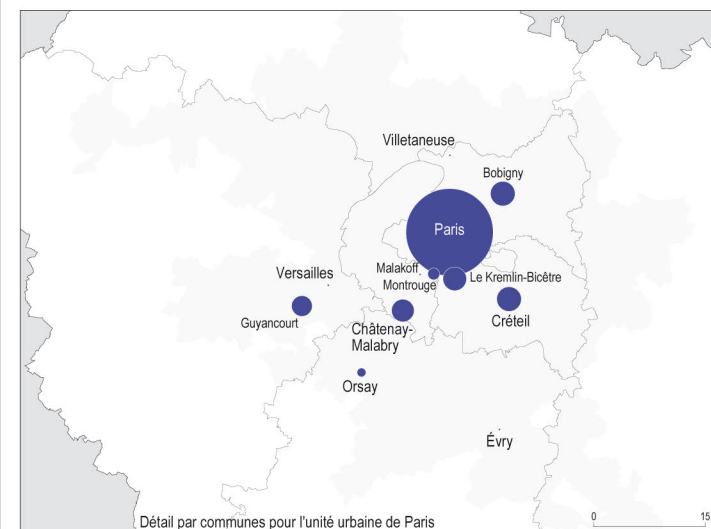 Villetaneuse
Bobigny
Paris
Malakoff
Le Kremlin-Bicêtre
Montrouge
Versailles
Guyancourt
Châtenay-
Malabry
Créteil
Orsay
Évry
Détail par communes pour l'unité urbaine de Paris
0 15